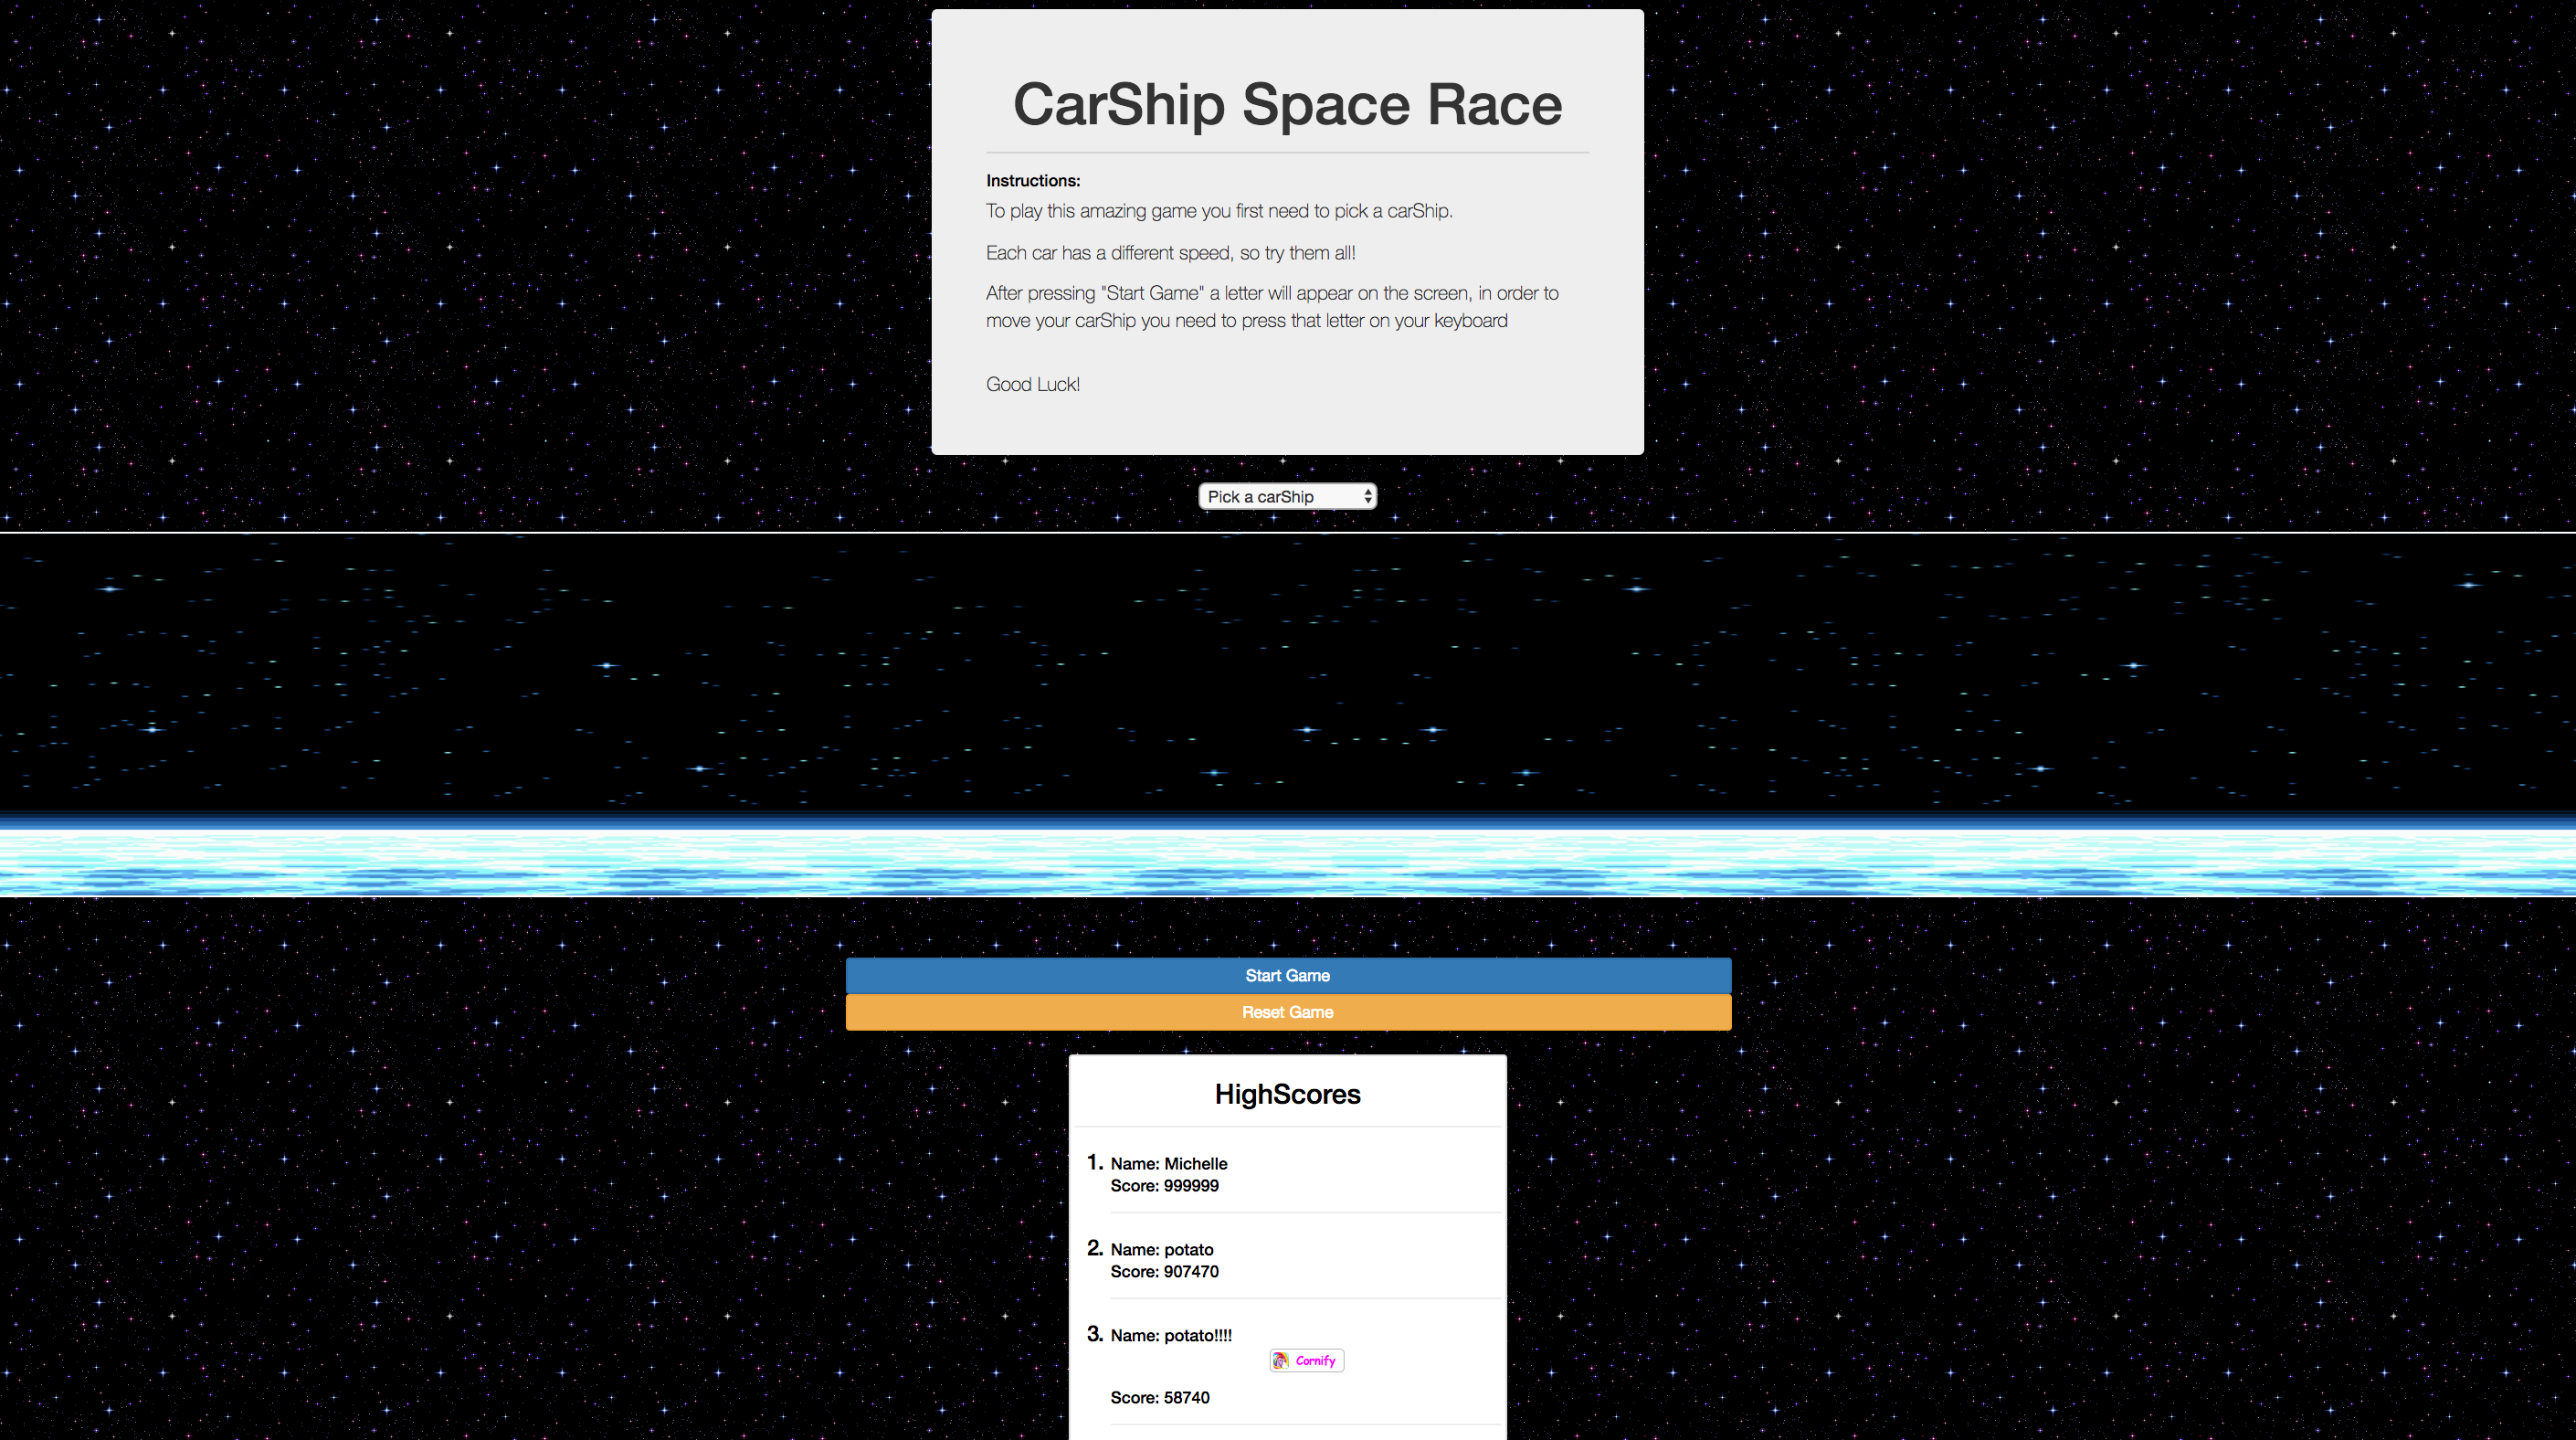 CarShip Space Race
Instructions:
To play this amazing game you first need to pick a carShip.
Each car has a different speed, so try them all!
After pressing "Start Game" a letter will appear on the screen, in order to
move your carShip you need to press that letter on your keyboard
Good Luck!
Pick a carShip
Start Game
Reset Game
HighScores
1. Name: Michelle
Score: 999999
2. Name: potato
Score: 907470
3. Name: potato!!!!
Cornify
Score: 58740